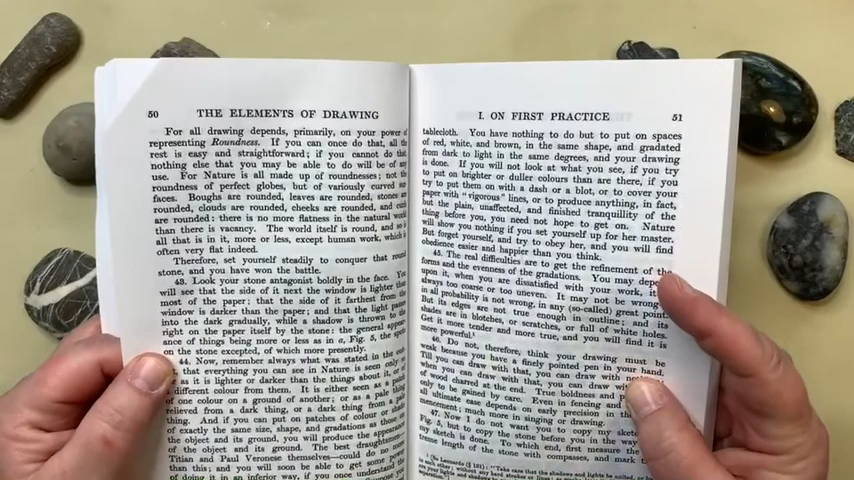 50 THE ELEMENTS OF DRAWING
For all drawing depends, primarily, on your power of
representing Roundness. If you can once do that, all the
rest is easy and straightforward; if you cannot do that,
nothing else that you may be able to do will be of any
use. For Nature is all made up of roundnesses; not the
roundness of perfect globes, but of variously curved
faces. Boughs are rounded, leaves are rounded, stones are
rounded, clouds are rounded, cheeks are rounded, and
are rounded: there is no more flatness in the natural world
than there is vacancy. The world itself is round, and so
all that is in it, more or less, except human work, which is
often very flat indeed.
Therefore, set yourself steadily to conquer that round
stone, and you have won the battle.
43. Look your stone antagonist boldly in the face. You
will see that the side of it next the window is lighter than
most of the paper; that the side of it farthest from the
window is darker than the paper; and that the light passes
into the dark gradually, while a shadow is thrown to the
right on the paper itself by the stone: the general appear-
ance of things being more or less as in a, Fig. 5, the spots
on the stone excepted, of which more presently.
44. Now, remember always what was stated in the out-
that everything you can see in Nature is seen only
as it is lighter or darker than the things about it, or of
different colour from them. It is either seen as a patch
of one colour on a ground of another; or as a pale thing
relieved from a dark thing, or a dark thing from a pale
thing. And if you can put on patches of colour or shade
of exactly the same size, shape, and gradations as those on
the object and its ground, you will produce the appearance
of the object and its ground. The best draughtsmen—
Titian and Paul Veronese themselves—could do no more
than this; and you will soon be able to get some power
of doing it in an inferior way, if you once understand the
I. ON FIRST PRACTICE 51
tablecloth. You have nothing to do but to put on spaces
of red, white, and brown, in the same shape, and gradated
from dark to light in the same degrees, and your drawing
is done. If you will not look at what you see, if you try
to put on brighter or duller colours than are there, if you
try to put them on with a dash or a blot, or to cover your
paper with "vigorous" lines, or to produce anything, in fact,
but the plain, unaffected, and finished tranquillity of the
thing before you, you need not hope to get on. Nature
will show you nothing if you set yourself up for her master.
But forget yourself, and try to obey her, and you will find
obedience easier and happier than you think.
45. The real difficulties are to get the refinement of the
forms and the evenness of the gradations. You may depend
upon it, when you are dissatisfied with your work, it is
always too coarse or too uneven. It may not be wrong—
in all probability is not wrong, in any (so-called) great point.
But its edges are not true enough in outline; and its
shades are in blotches, or scratches, or full of white holes.
Get it more tender and more true, and you will find it is
more powerful.
46. Do not, therefore, think your drawing must be
weak because you have a finely pointed pen in your hand.
Till you can draw with that, you can draw with nothing;
when you can draw with that, you can draw with
of wood charred at the end. True boldness and power
only to be gained by care. Even in fencing and
all ultimate ease depends on early precision in the
mencement; much more in singing or drawing.
47. Now I do not want you to copy my sketch
Fig. 5, but to copy the stone before you in the way
my sketch is done. To which end, first measure the
treme length of the stone with compasses, and mark